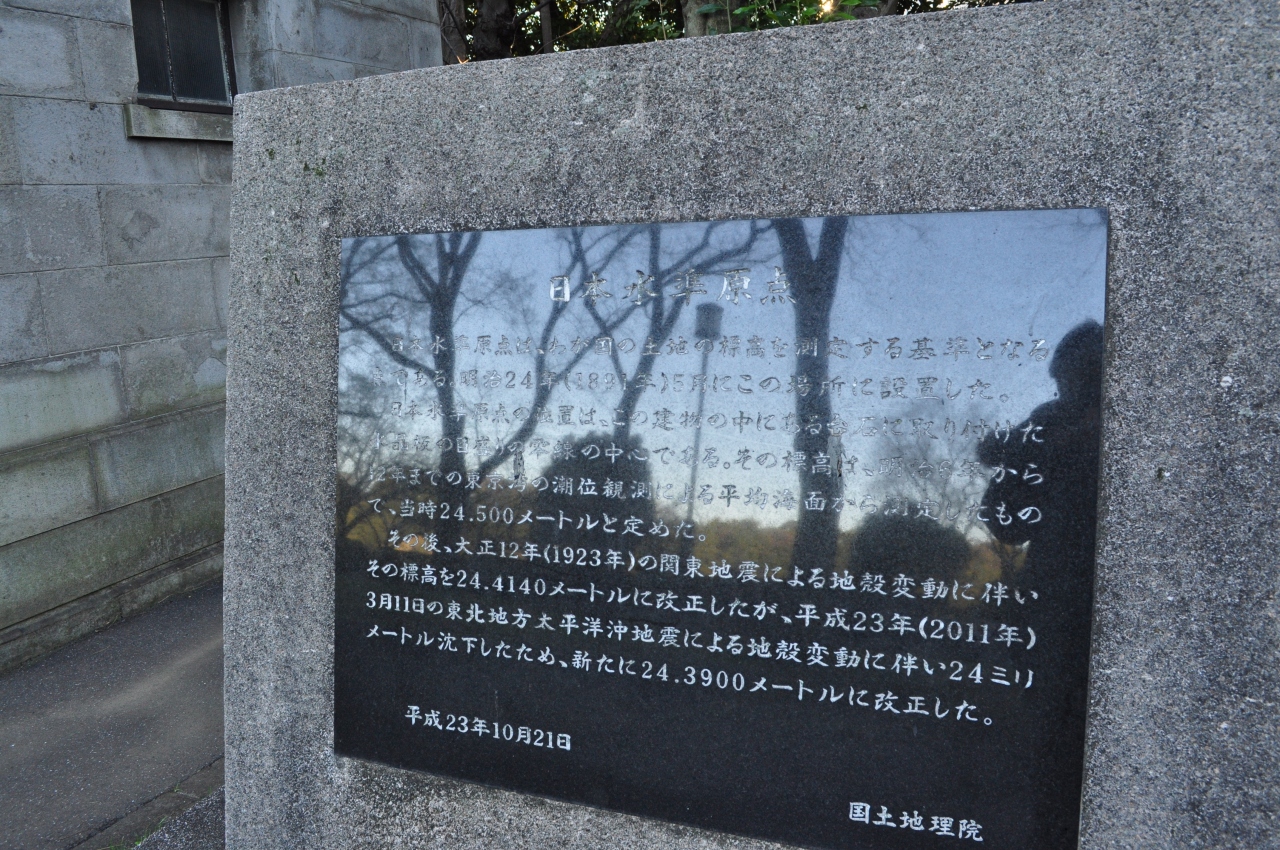 日本水準原点
日本水準原点は、わが国の土地の標高を測定する基準となる
である。明治24年(1891年)5月にこの場所に設置した。
日本水準原点の位置は、この建物の中にある台石に取り付けた
の目盛りの零線の中心である。その標高は、明治6年から
12年までの東京湾の潮位観測による平均海面から測定したもの
で、当時24.500メートルと定めた。
その後、大正12年(1923年)の関東地震による地殻変動に伴い
その標高を24.4140メートルに改正したが、平成23年(2011年)
3月11日の東北地方太平洋沖地震による地殻変動に伴い24ミリ
メートル沈下したため、新たに24.3900メートルに改正した。
平成23年10月21日
国土地理院